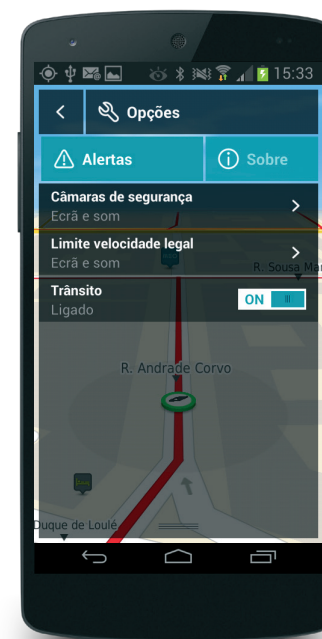 15:33
Opções
Alertas
Sobre
Câmaras de segurança
Ecrã e som
Limite velocidade legal
Ecrã e som
R. Sousa Mar
Trânsito
Ligado
ON
R. Andrade Corvo
Duque de Loulé